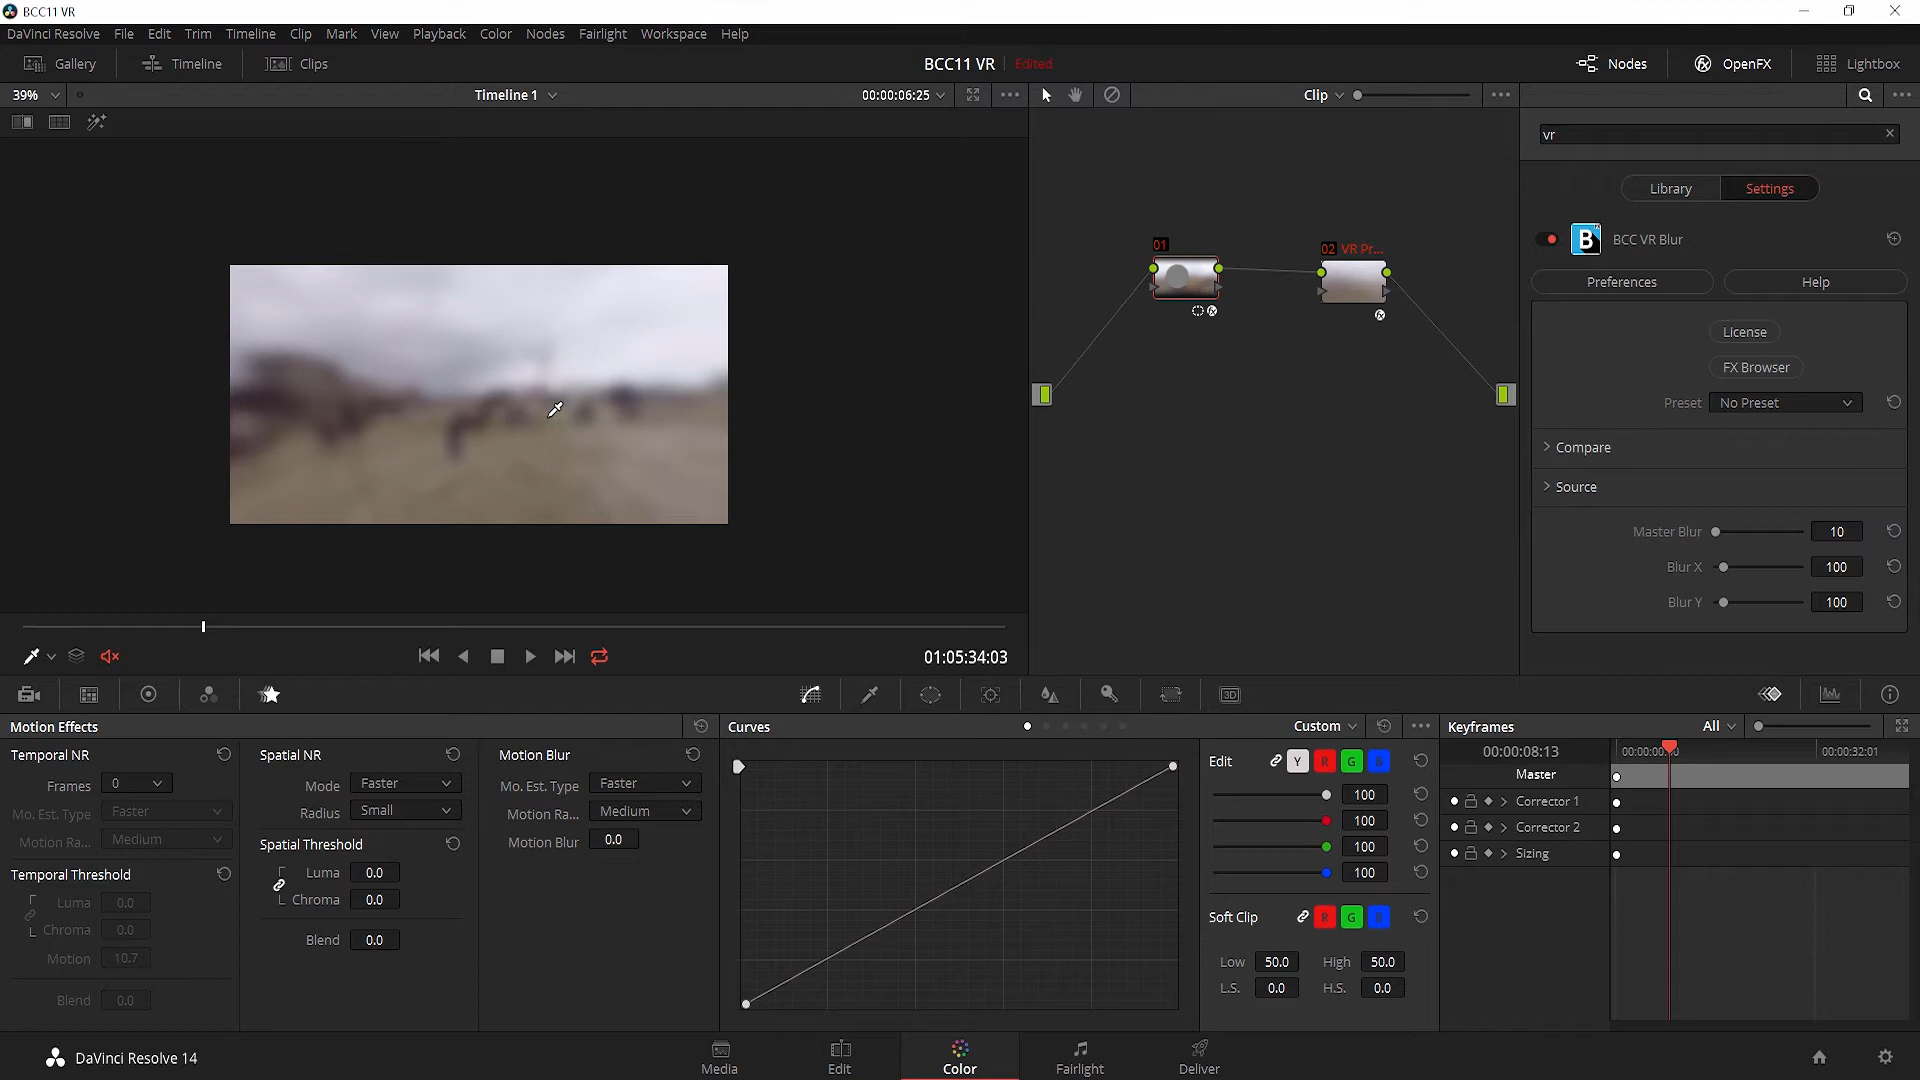 BCC11 VR
DaVinci Resolve File Edit Trim Timeline Clip Mark View Playback Color Nodes Fairlight Workspace Help
Gallery Timeline Clips BCC11 VR Edited Nodes OpenFX Lightbox
39% Timeline 1 00:00:06:25 Clip
vr
Library Settings
B BCC VR Blur
Preferences Help
License
FX Browser
Preset No Preset
Compare
Source
Master Blur 10
Blur X 100
Blur Y 100
01
02 VR Pr...
01:05:34:03
3D
Motion Effects
Temporal NR
Frames 0
Mo. Est. Type Faster
Motion Ra... Medium
Temporal Threshold
Luma 0.0
Chroma 0.0
Motion 10.7
Blend 0.0
Spatial NR
Mode Faster
Radius Small
Spatial Threshold
Luma 0.0
Chroma 0.0
Blend 0.0
Motion Blur
Mo. Est. Type Faster
Motion Ra... Medium
Motion Blur 0.0
Curves Custom
Edit Y R G B
100
100
100
100
Soft Clip R G B
Low 50.0 High 50.0
L.S. 0.0 H.S. 0.0
Keyframes All
00:00:08:13 00:00:32:01
Master
Corrector 1
Corrector 2
Sizing
DaVinci Resolve 14
Media Edit Color Fairlight Deliver